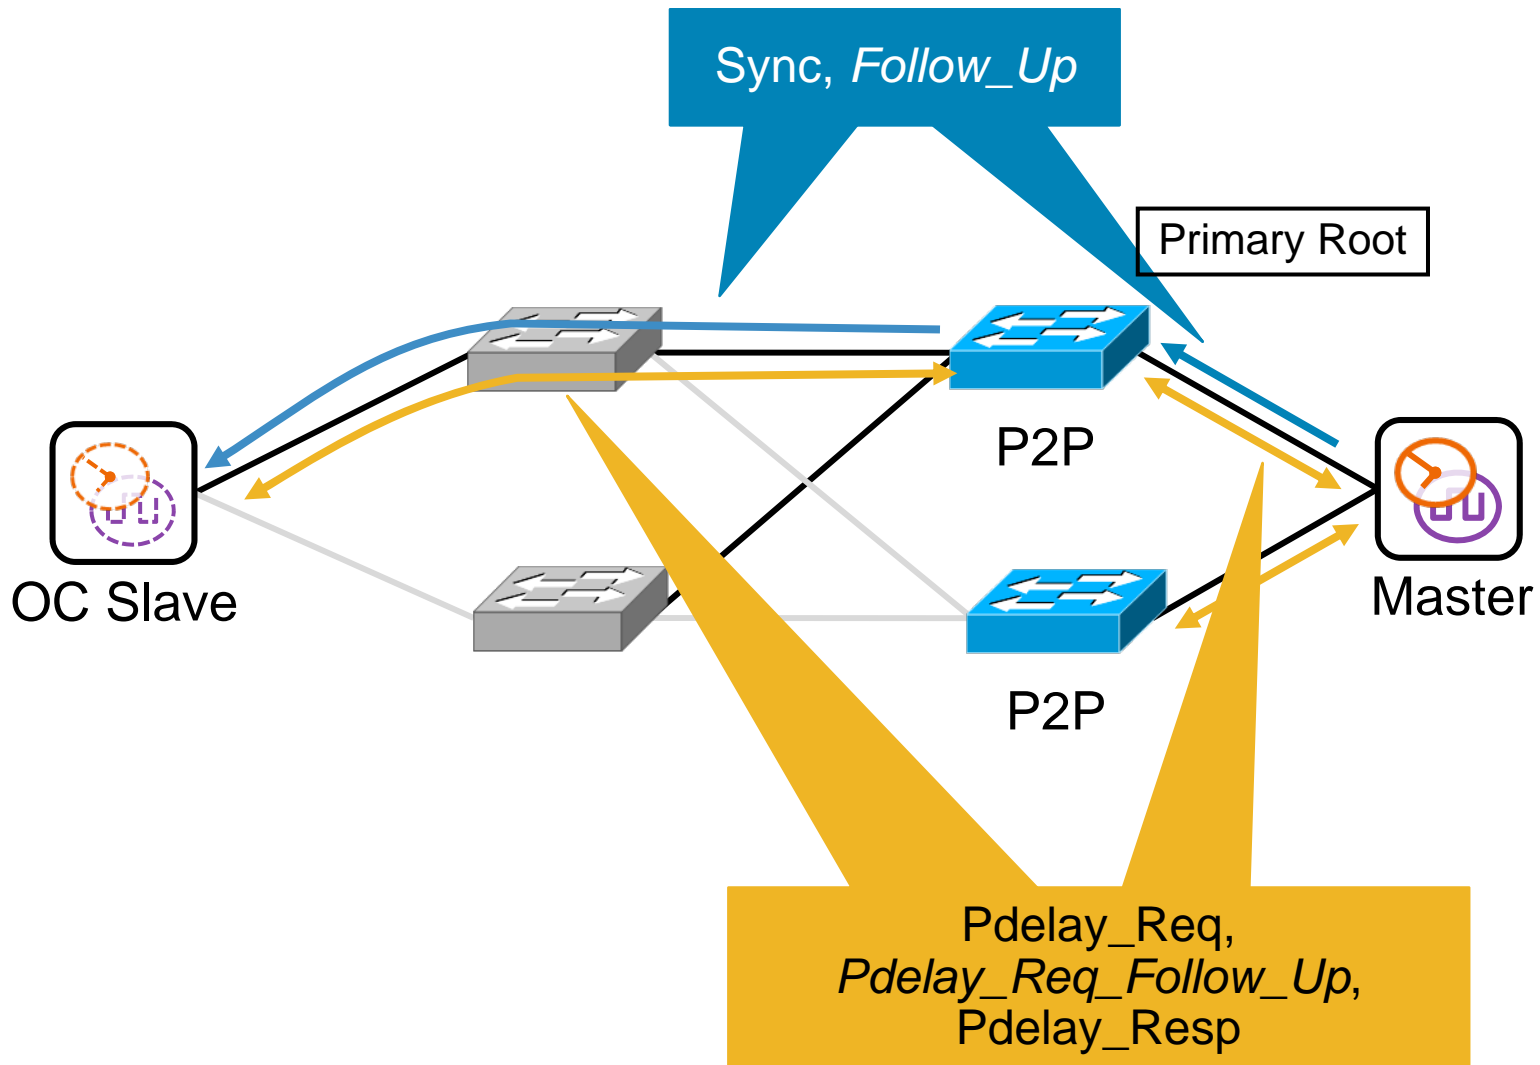 Sync, Follow_Up
Primary Root
P2P
OC Slave
Master
P2P
Pdelay_Req,
Pdelay_Req_Follow_Up,
Pdelay_Resp